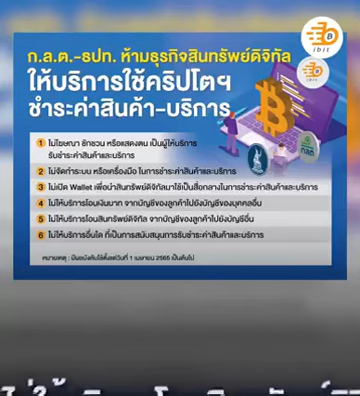 ibit
ibit
ก.ล.ต.-ธปท. ห้ามธุรกิจสินทรัพย์ดิจิทัล
ให้บริการใช้คริปโตฯ
ชำระค่าสินค้า-บริการ
กลต
1 ไม่โฆษณา ชักชวน หรือแสดงตน เป็นผู้ให้บริการ
รับชำระค่าสินค้าและบริการ
2 ไม่จัดทำระบบ หรือเครื่องมือ ในการชำระค่าสินค้าและบริการ
3 ไม่เปิด Wallet เพื่อนำสินทรัพย์ดิจิทัลมาใช้เป็นสื่อกลางในการชำระค่าสินค้าและบริการ
4 ไม่ให้บริการโอนเงินบาท จากบัญชีของลูกค้าไปยังบัญชีของบุคคลอื่น
5 ไม่ให้บริการโอนสินทรัพย์ดิจิทัล จากบัญชีของลูกค้าไปยังบัญชีอื่น
6 ไม่ให้บริการอื่นใด ที่เป็นการสนับสนุนการรับชำระค่าสินค้าและบริการ
หมายเหตุ : มีผลบังคับใช้ตั้งแต่วันที่ 1 เมษายน 2565 เป็นต้นไป